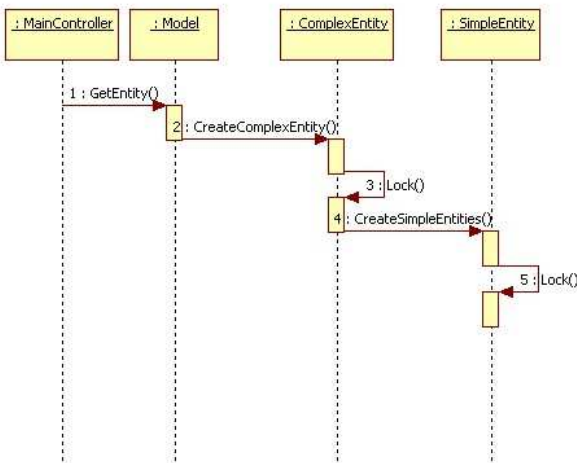 : MainController
: Model
: ComplexEntity
: SimpleEntity
1 : GetEntity()
2 : CreateComplexEntity()
3 : Lock()
4 : CreateSimpleEntities()
5 : Lock()